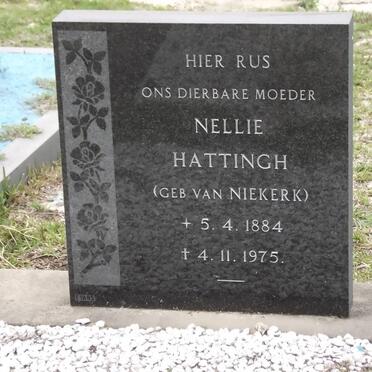 HIER RUS
ONS DIERBARE MOEDER
NELLIE
HATTINGH
(GEB VAN NIEKERK)
+ 5. 4. 1884
† 4. 11. 1975.